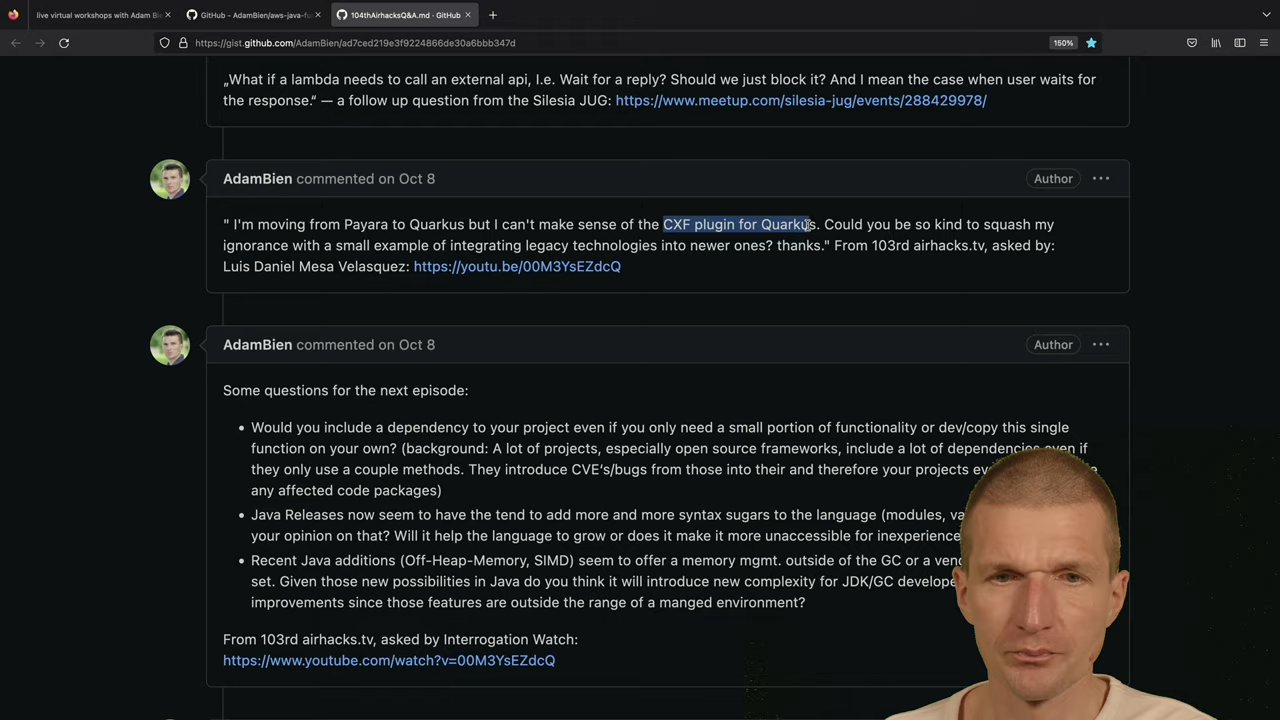 live virtual workshops with Adam Bie
GitHub - AdamBien/aws-java-fu
104thAirhacksQ&A.md · GitHub
https://gist.github.com/AdamBien/ad7ced219e3f9224866de30a6bbb347d
150%
„What if a lambda needs to call an external api, I.e. Wait for a reply? Should we just block it? And I mean the case when user waits for
the response.“ — a follow up question from the Silesia JUG: https://www.meetup.com/silesia-jug/events/288429978/
AdamBien commented on Oct 8
Author
" I'm moving from Payara to Quarkus but I can't make sense of the CXF plugin for Quarkus. Could you be so kind to squash my
ignorance with a small example of integrating legacy technologies into newer ones? thanks." From 103rd airhacks.tv, asked by:
Luis Daniel Mesa Velasquez: https://youtu.be/00M3YsEZdcQ
AdamBien commented on Oct 8
Author
Some questions for the next episode:
• Would you include a dependency to your project even if you only need a small portion of functionality or dev/copy this single
function on your own? (background: A lot of projects, especially open source frameworks, include a lot of dependencies even if
they only use a couple methods. They introduce CVE's/bugs from those into their and therefore your projects ev
any affected code packages)
• Java Releases now seem to have the tend to add more and more syntax sugars to the language (modules, va
your opinion on that? Will it help the language to grow or does it make it more unaccessible for inexperience
• Recent Java additions (Off-Heap-Memory, SIMD) seem to offer a memory mgmt. outside of the GC or a ven
set. Given those new possibilities in Java do you think it will introduce new complexity for JDK/GC develope
improvements since those features are outside the range of a manged environment?
From 103rd airhacks.tv, asked by Interrogation Watch:
https://www.youtube.com/watch?v=00M3YsEZdcQ